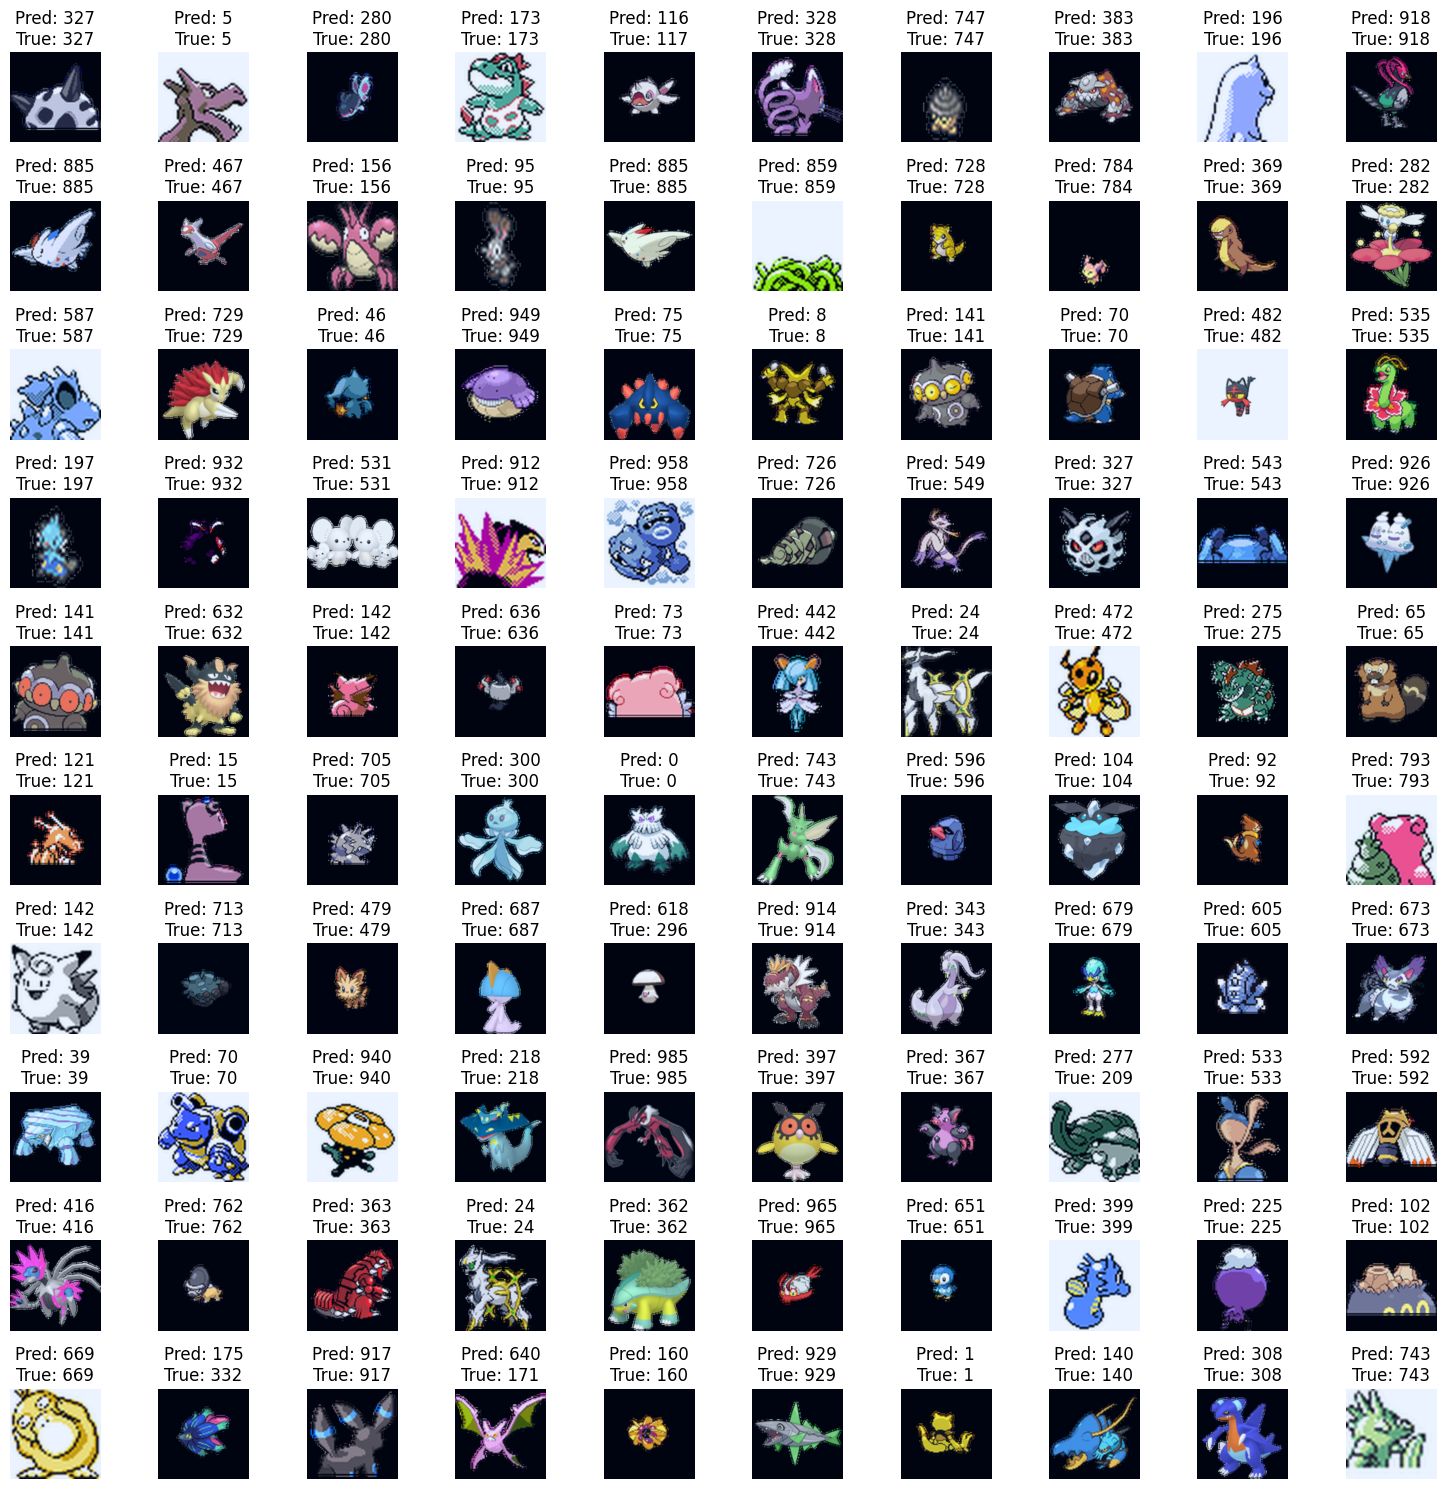 Pred: 327
True: 327
Pred: 5
True: 5
Pred: 280
True: 280
Pred: 173
True: 173
Pred: 116
True: 117
Pred: 328
True: 328
Pred: 747
True: 747
Pred: 383
True: 383
Pred: 196
True: 196
Pred: 918
True: 918
Pred: 885
True: 885
Pred: 467
True: 467
Pred: 156
True: 156
Pred: 95
True: 95
Pred: 885
True: 885
Pred: 859
True: 859
Pred: 728
True: 728
Pred: 784
True: 784
Pred: 369
True: 369
Pred: 282
True: 282
Pred: 587
True: 587
Pred: 729
True: 729
Pred: 46
True: 46
Pred: 949
True: 949
Pred: 75
True: 75
Pred: 8
True: 8
Pred: 141
True: 141
Pred: 70
True: 70
Pred: 482
True: 482
Pred: 535
True: 535
Pred: 197
True: 197
Pred: 932
True: 932
Pred: 531
True: 531
Pred: 912
True: 912
Pred: 958
True: 958
Pred: 726
True: 726
Pred: 549
True: 549
Pred: 327
True: 327
Pred: 543
True: 543
Pred: 926
True: 926
Pred: 141
True: 141
Pred: 632
True: 632
Pred: 142
True: 142
Pred: 636
True: 636
Pred: 73
True: 73
Pred: 442
True: 442
Pred: 24
True: 24
Pred: 472
True: 472
Pred: 275
True: 275
Pred: 65
True: 65
Pred: 121
True: 121
Pred: 15
True: 15
Pred: 705
True: 705
Pred: 300
True: 300
Pred: 0
True: 0
Pred: 743
True: 743
Pred: 596
True: 596
Pred: 104
True: 104
Pred: 92
True: 92
Pred: 793
True: 793
Pred: 142
True: 142
Pred: 713
True: 713
Pred: 479
True: 479
Pred: 687
True: 687
Pred: 618
True: 296
Pred: 914
True: 914
Pred: 343
True: 343
Pred: 679
True: 679
Pred: 605
True: 605
Pred: 673
True: 673
Pred: 39
True: 39
Pred: 70
True: 70
Pred: 940
True: 940
Pred: 218
True: 218
Pred: 985
True: 985
Pred: 397
True: 397
Pred: 367
True: 367
Pred: 277
True: 209
Pred: 533
True: 533
Pred: 592
True: 592
Pred: 416
True: 416
Pred: 762
True: 762
Pred: 363
True: 363
Pred: 24
True: 24
Pred: 362
True: 362
Pred: 965
True: 965
Pred: 651
True: 651
Pred: 399
True: 399
Pred: 225
True: 225
Pred: 102
True: 102
Pred: 669
True: 669
Pred: 175
True: 332
Pred: 917
True: 917
Pred: 640
True: 171
Pred: 160
True: 160
Pred: 929
True: 929
Pred: 1
True: 1
Pred: 140
True: 140
Pred: 308
True: 308
Pred: 743
True: 743